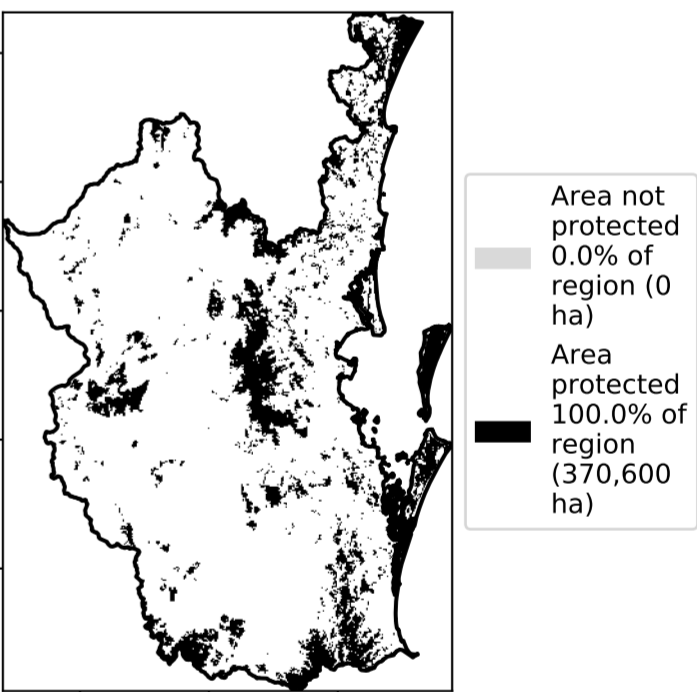 Area not
protected
0.0% of
region (0
ha)
Area
protected
100.0% of
region
(370,600
ha)